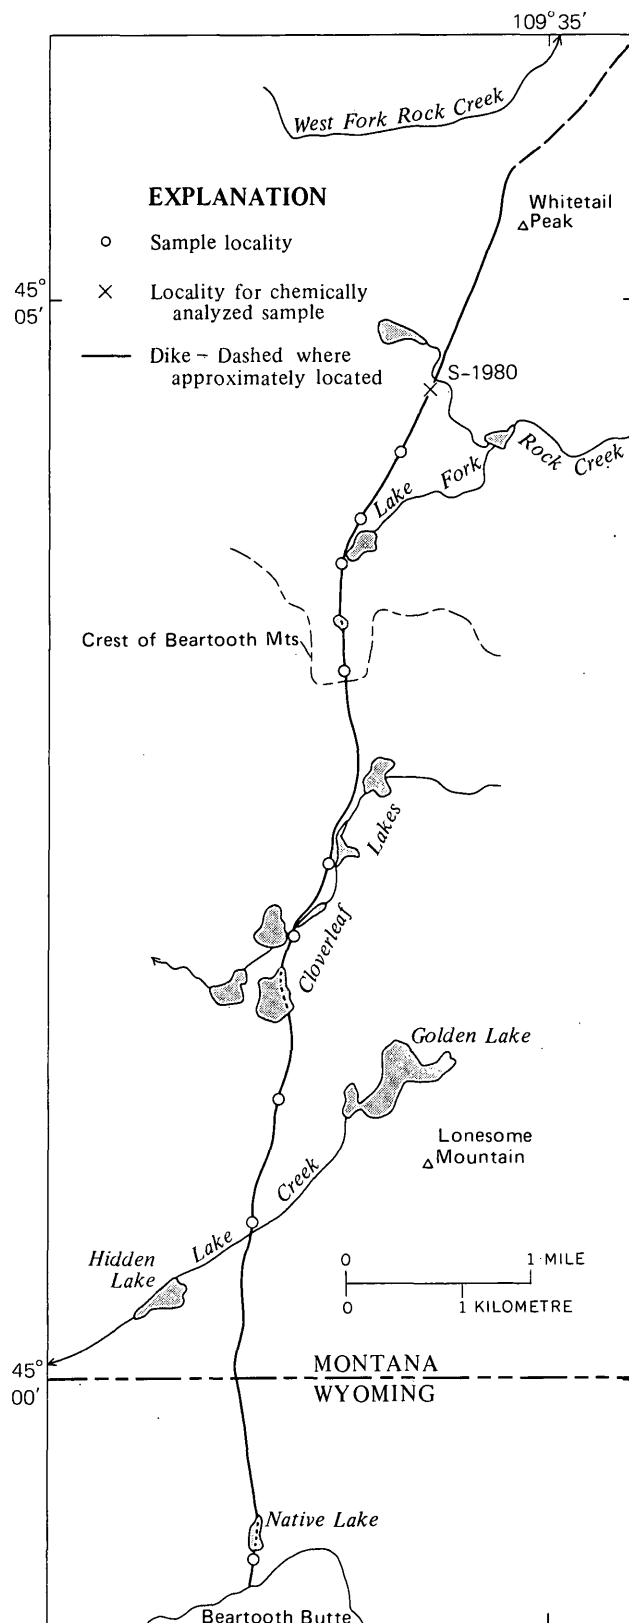 109° 35′
West Fork Rock Creek
EXPLANATION
Whitetail
Peak
Sample locality
45°
05′
Locality for chemically
analyzed sample
Dike – Dashed where
approximately located
S-1980
Lake Fork Rock Creek
Crest of Beartooth Mts
Cloverleaf Lakes
Golden Lake
Lonesome
Mountain
Lake Creek
Hidden
Lake
0 1 MILE
0 1 KILOMETRE
45°
00′
MONTANA
WYOMING
Native Lake
Beartooth Butte